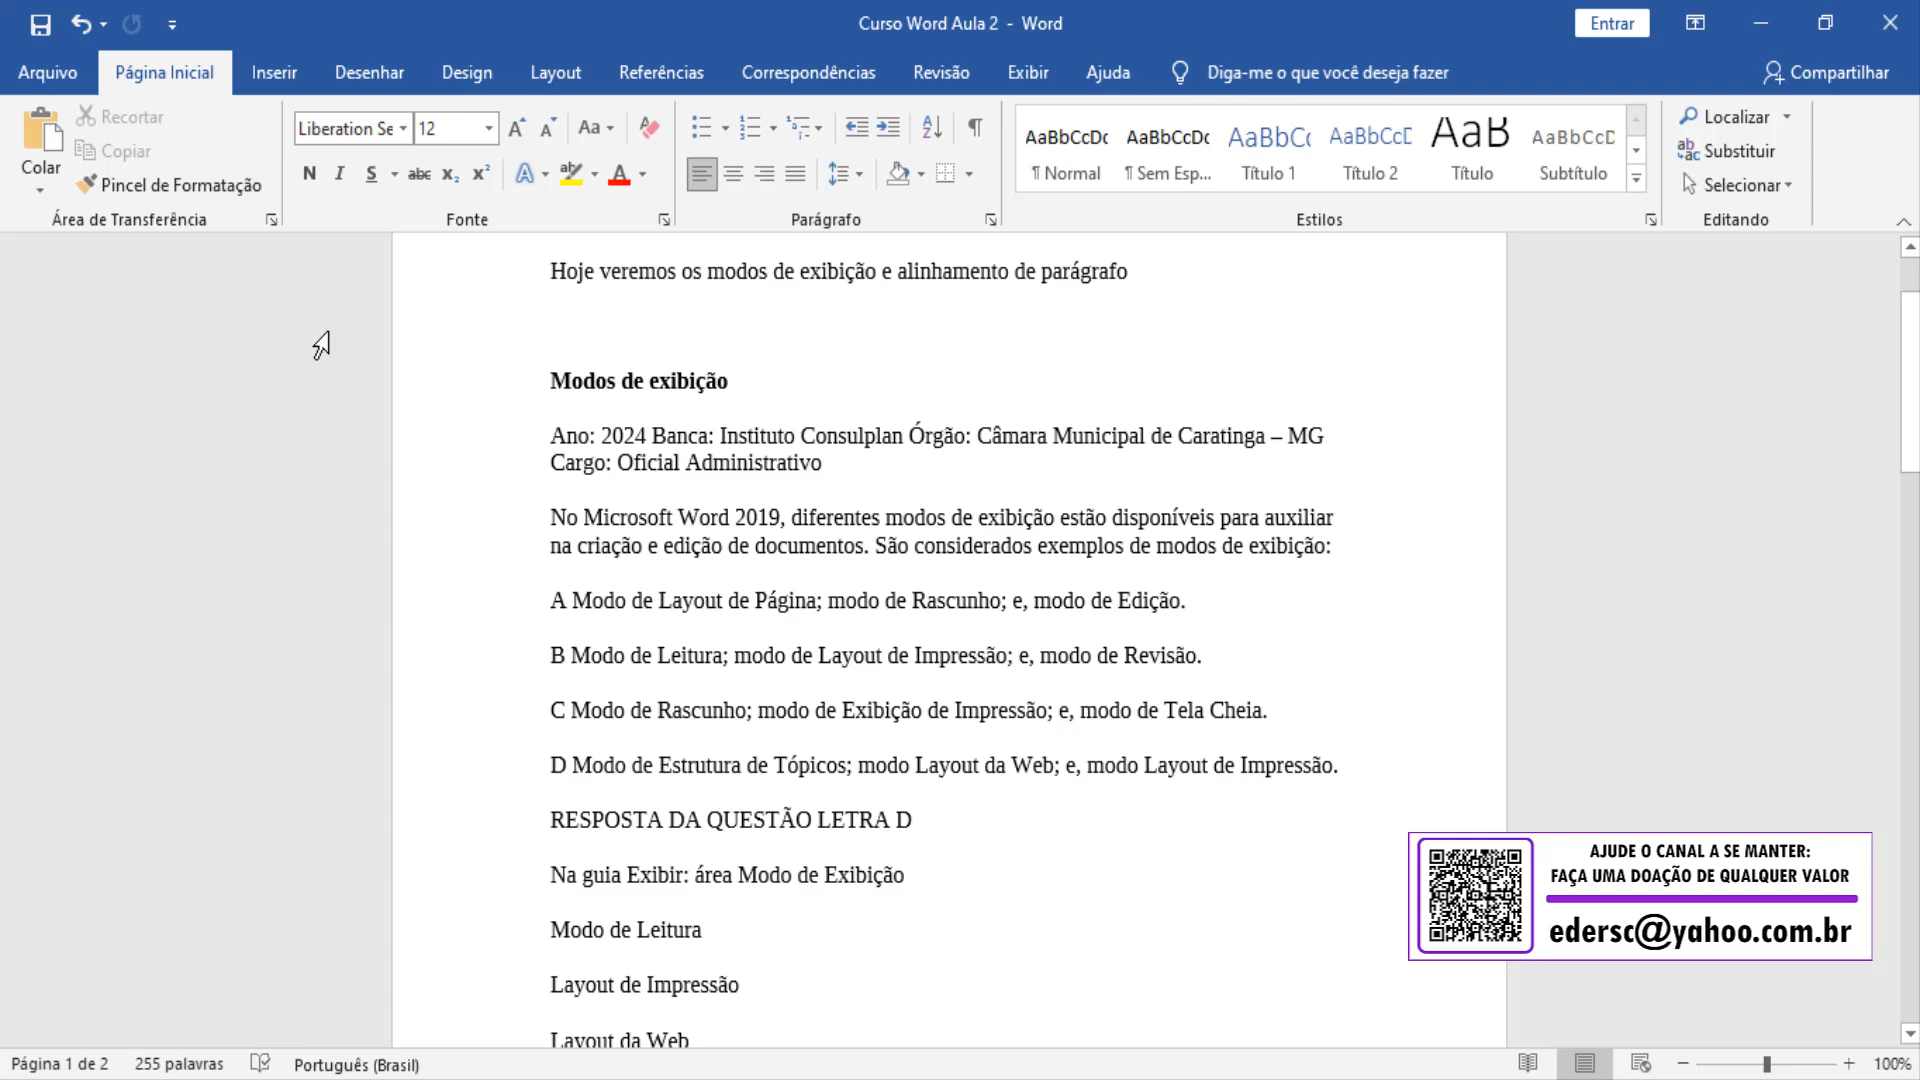 Curso Word Aula 2 - Word
Entrar
Arquivo
Página Inicial
Inserir
Desenhar
Design
Layout
Referências
Correspondências
Revisão
Exibir
Ajuda
Diga-me o que você deseja fazer
Compartilhar
Colar
Recortar
Copiar
Pincel de Formatação
Área de Transferência
Liberation Se
12
Aa
N I S abc x₂ x²
Fonte
Parágrafo
AaBbCcDc
¶ Normal
AaBbCcDc
¶ Sem Esp...
AaBbC(
Título 1
AaBbCcD
Título 2
AaB
Título
AaBbCcD
Subtítulo
Estilos
Localizar
Substituir
Selecionar
Editando
Hoje veremos os modos de exibição e alinhamento de parágrafo
Modos de exibição
Ano: 2024 Banca: Instituto Consulplan Órgão: Câmara Municipal de Caratinga – MG
Cargo: Oficial Administrativo
No Microsoft Word 2019, diferentes modos de exibição estão disponíveis para auxiliar
na criação e edição de documentos. São considerados exemplos de modos de exibição:
A Modo de Layout de Página; modo de Rascunho; e, modo de Edição.
B Modo de Leitura; modo de Layout de Impressão; e, modo de Revisão.
C Modo de Rascunho; modo de Exibição de Impressão; e, modo de Tela Cheia.
D Modo de Estrutura de Tópicos; modo Layout da Web; e, modo Layout de Impressão.
RESPOSTA DA QUESTÃO LETRA D
Na guia Exibir: área Modo de Exibição
Modo de Leitura
Layout de Impressão
Layout da Web
AJUDE O CANAL A SE MANTER:
FAÇA UMA DOAÇÃO DE QUALQUER VALOR
edersc@yahoo.com.br
Página 1 de 2
255 palavras
Português (Brasil)
100%